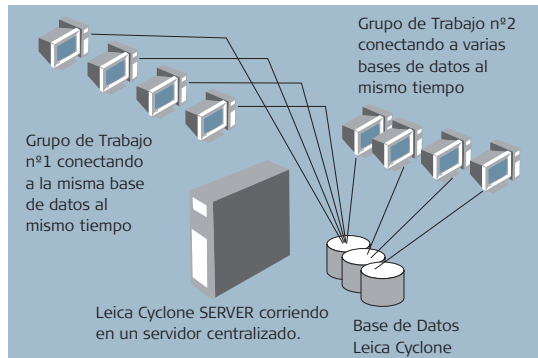 Grupo de Trabajo nº2
conectando a varias
bases de datos al
mismo tiempo
Grupo de Trabajo
nº1 conectando
a la misma base
de datos al
mismo tiempo
Leica Cyclone SERVER corriendo
en un servidor centralizado.
Base de Datos
Leica Cyclone